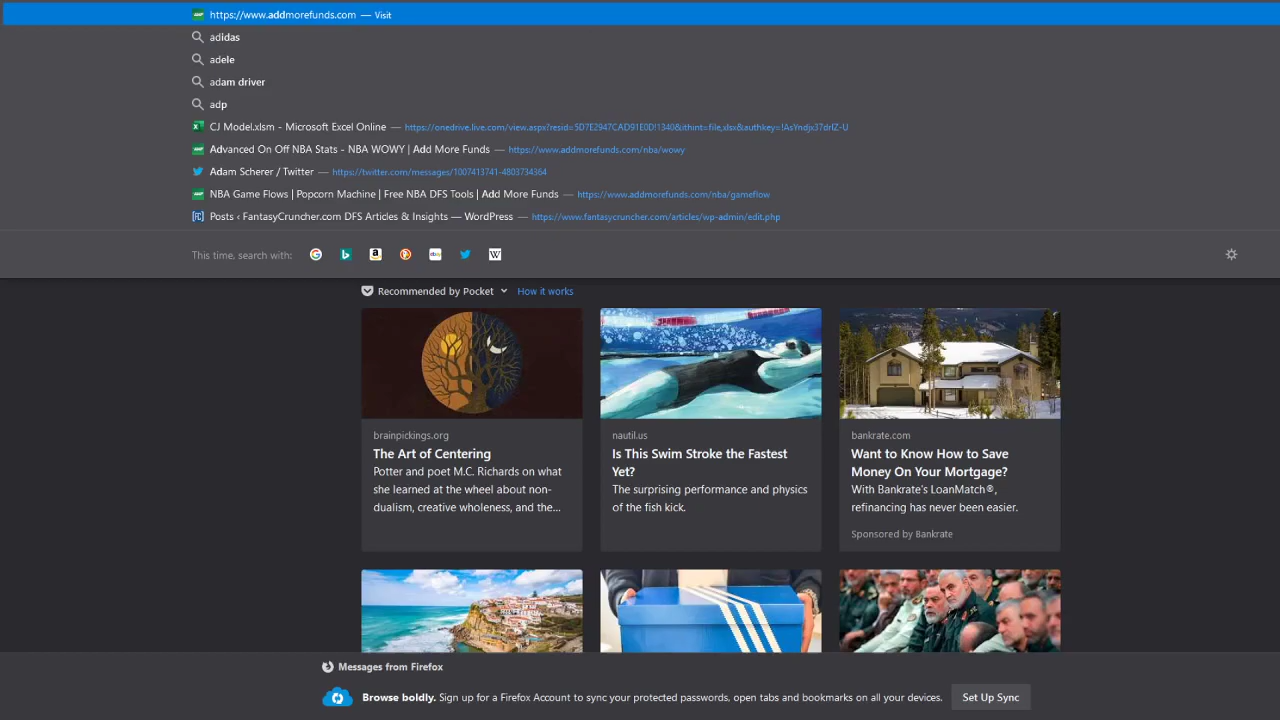 https://www.addmorefunds.com — Visit
adidas
adele
adam driver
adp
CJ Model.xlsm - Microsoft Excel Online — https://onedrive.live.com/view.aspx?resid=5D7E2947CAD91E0D!1340&ithint=file,xlsx&authkey=!AsYndjx37drIZ-U
Advanced On Off NBA Stats - NBA WOWY | Add More Funds — https://www.addmorefunds.com/nba/wowy
Adam Scherer / Twitter — https://twitter.com/messages/1007413741-4803734364
NBA Game Flows | Popcorn Machine | Free NBA DFS Tools | Add More Funds — https://www.addmorefunds.com/nba/gameflow
Posts ‹ FantasyCruncher.com DFS Articles & Insights — WordPress — https://www.fantasycruncher.com/articles/wp-admin/edit.php
This time, search with:
Recommended by Pocket How it works
brainpickings.org
The Art of Centering
Potter and poet M.C. Richards on what
she learned at the wheel about non-
dualism, creative wholeness, and the...
nautil.us
Is This Swim Stroke the Fastest
Yet?
The surprising performance and physics
of the fish kick.
bankrate.com
Want to Know How to Save
Money On Your Mortgage?
With Bankrate's LoanMatch®,
refinancing has never been easier.
Sponsored by Bankrate
Messages from Firefox
Browse boldly. Sign up for a Firefox Account to sync your protected passwords, open tabs and bookmarks on all your devices.
Set Up Sync